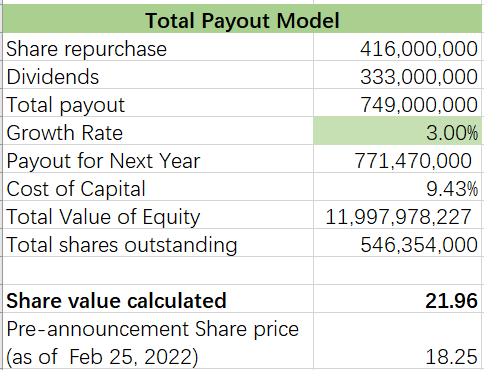 Total Payout Model
Share repurchase 416,000,000
Dividends 333,000,000
Total payout 749,000,000
Growth Rate 3.00%
Payout for Next Year 771,470,000
Cost of Capital 9.43%
Total Value of Equity 11,997,978,227
Total shares outstanding 546,354,000
Share value calculated 21.96
Pre-announcement Share price
(as of Feb 25, 2022) 18.25